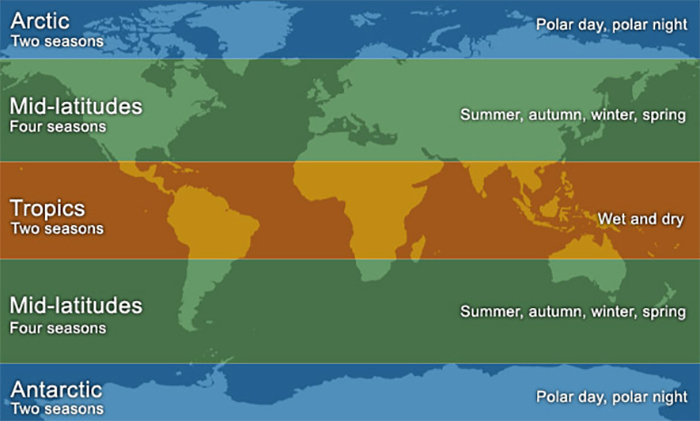 Arctic
Two seasons
Polar day, polar night
Mid-latitudes
Four seasons
Summer, autumn, winter, spring
Tropics
Two seasons
Wet and dry
Mid-latitudes
Four seasons
Summer, autumn, winter, spring
Antarctic
Two seasons
Polar day, polar night